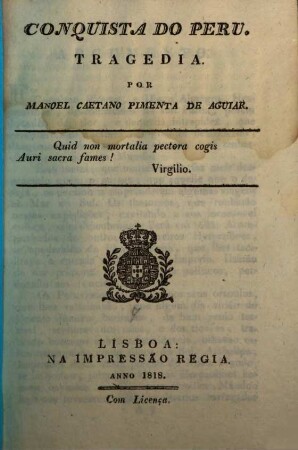 CONQUISTA DO PERU.
TRAGEDIA.
POR
MANOEL CAETANO PIMENTA DE AGUIAR.
Quid non mortalia pectora cogis
Auri sacra fames!
Virgilio.
LISBOA:
NA IMPRESSÃO REGIA.
ANNO 1818.
Com Licença.